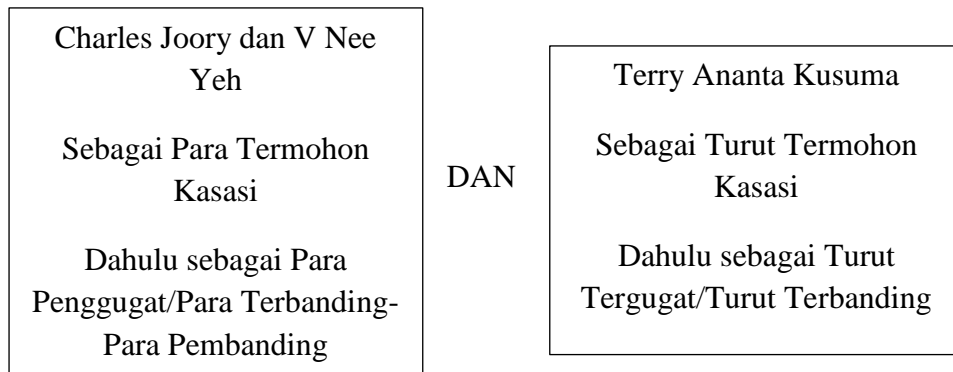 Charles Joory dan V Nee
Yeh
Sebagai Para Termohon
Kasasi
Dahulu sebagai Para
Penggugat/Para Terbanding-
Para Pembanding
DAN
Terry Ananta Kusuma
Sebagai Turut Termohon
Kasasi
Dahulu sebagai Turut
Tergugat/Turut Terbanding